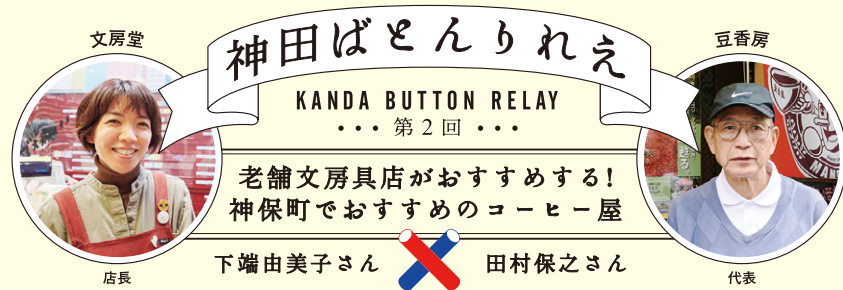 文房堂
神田ばとんりれえ
豆香房
KANDA BUTTON RELAY
・・・第2回・・・
老舗文房具店がおすすめする!
神保町でおすすめのコーヒー屋
下端由美子さん
田村保之さん
店長
代表